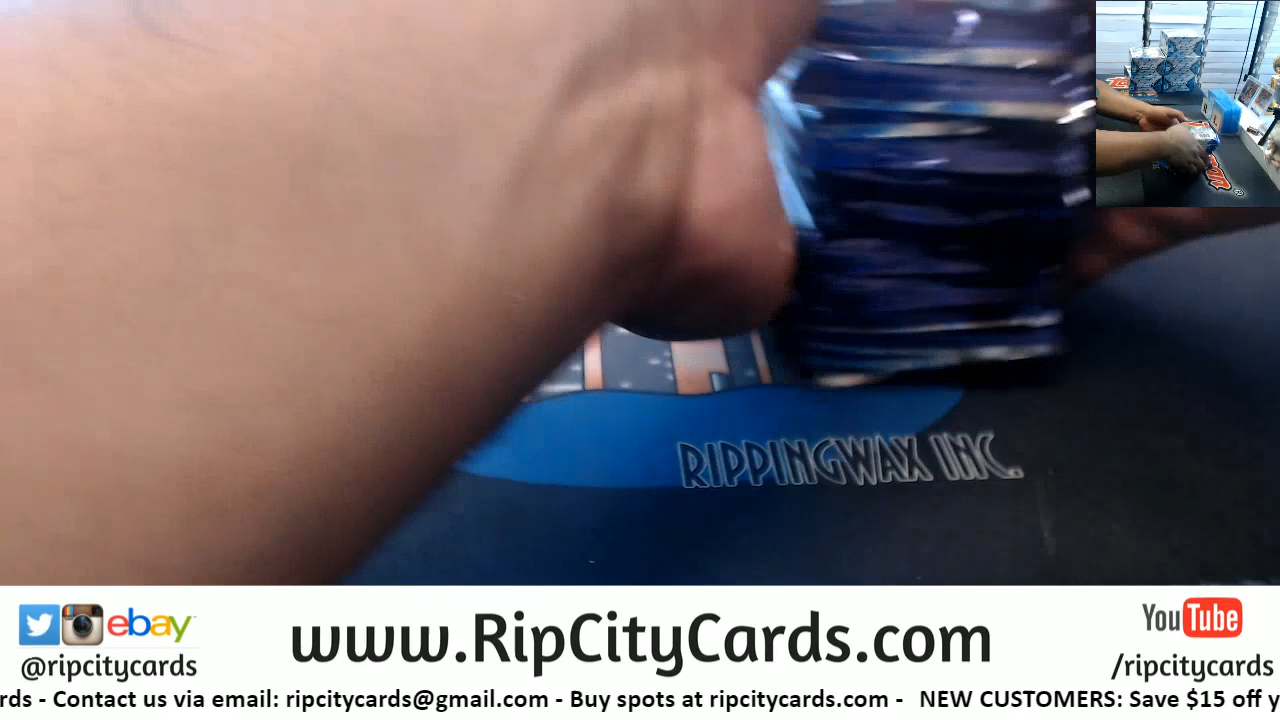 RIPPINGWAX INC.
ebay
@ripcitycards
www.RipCityCards.com
YouTube
/ripcitycards
rds - Contact us via email: ripcitycards@gmail.com - Buy spots at ripcitycards.com - NEW CUSTOMERS: Save $15 off y